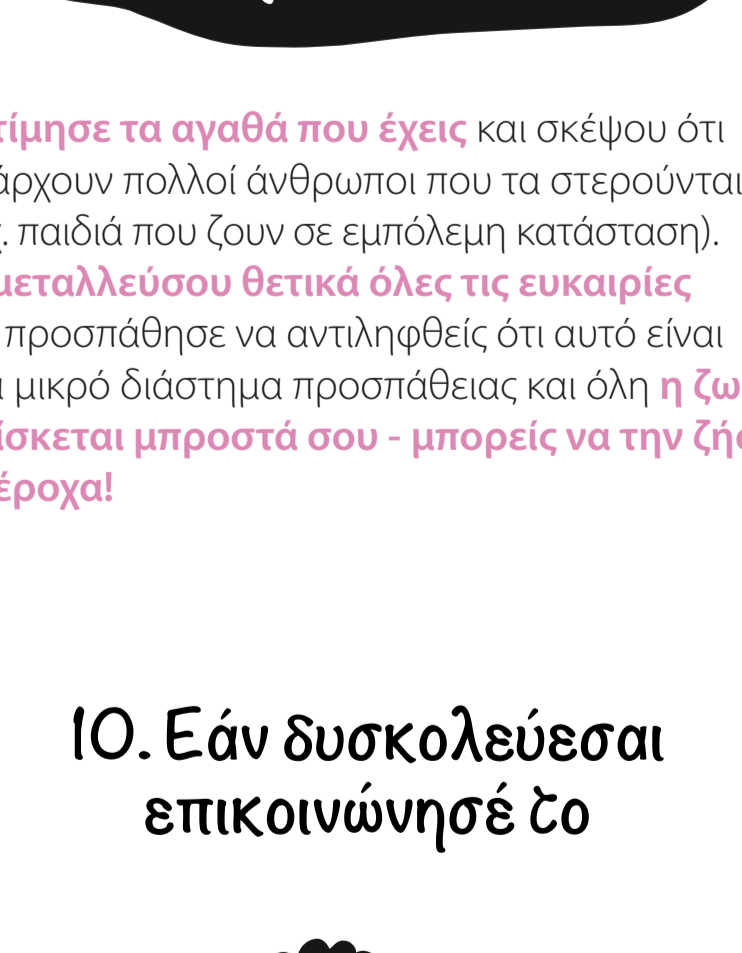 τίμησε τα αγαθά που έχεις και σκέψου ότι
άρχουν πολλοί άνθρωποι που τα στερούνται
. παιδιά που ζουν σε εμπόλεμη κατάσταση).
μεταλλεύσου θετικά όλες τις ευκαιρίες
προσπάθησε να αντιληφθείς ότι αυτό είναι
μικρό διάστημα προσπάθειας και όλη η ζω
ίσκεται μπροστά σου - μπορείς να την ζήσ
έροχα!
10. Εάν δυσκολεύεσαι
επικοινώνησέ το